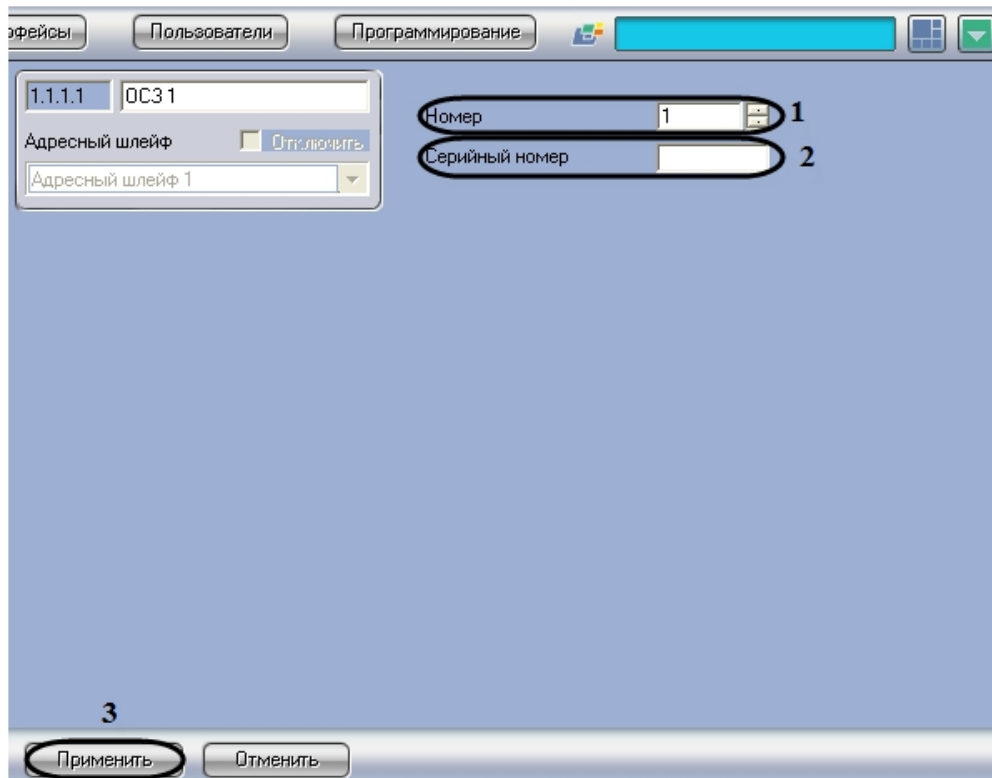 рфейсы Пользователи Программирование
1.1.1.1 ОСЗ 1
Номер 1 1
Адресный шлейф Отключить
Серийный номер 2
Адресный шлейф 1
3
Применить Отменить